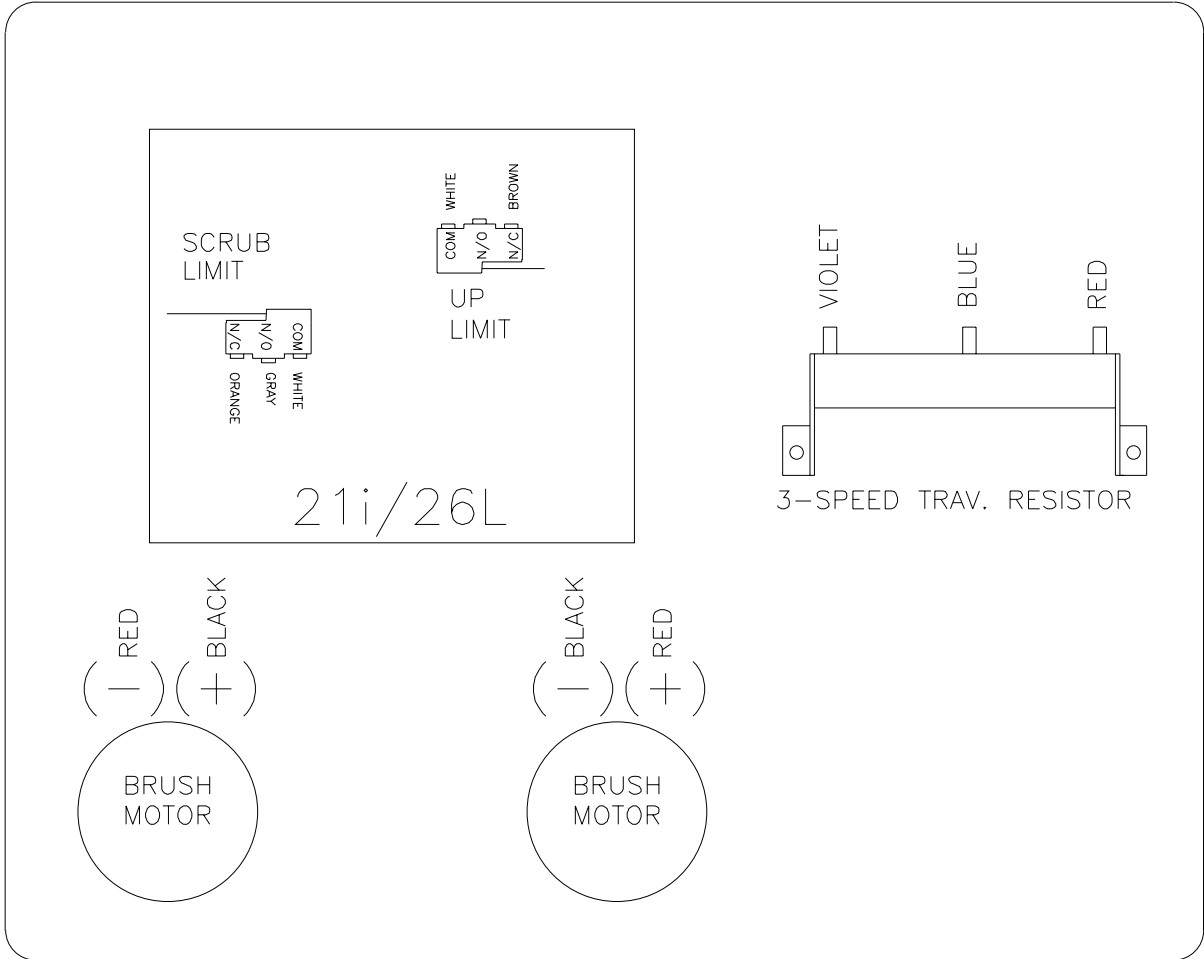 WHITE
BROWN
COM
N/O
N/C
SCRUB
LIMIT
UP
LIMIT
N/C
N/O
COM
ORANGE
GRAY
WHITE
21i/26L
VIOLET
BLUE
RED
3-SPEED TRAV. RESISTOR
RED
BLACK
(-)
(+)
BRUSH
MOTOR
BLACK
RED
(-)
(+)
BRUSH
MOTOR